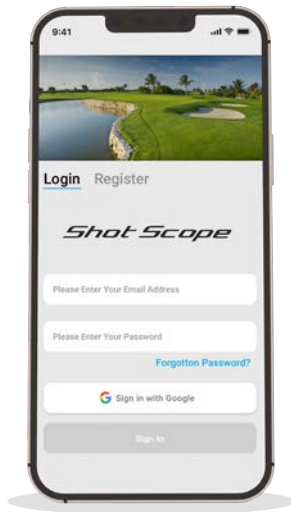 9:41
Login Register
Shot Scope
Please Enter Your Email Address
Please Enter Your Password
Forgotton Password?
Sign in with Google
Sign In